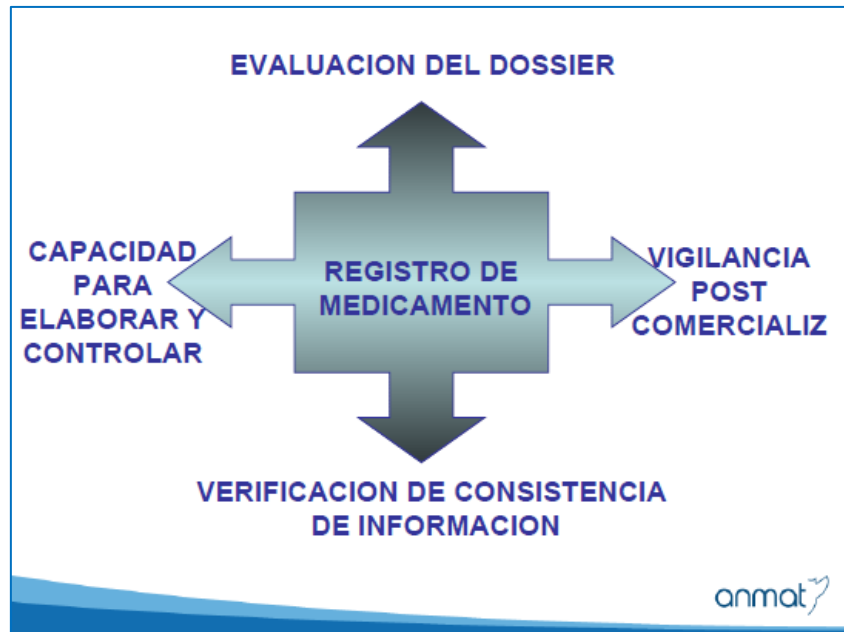 EVALUACION DEL DOSSIER
CAPACIDAD
PARA
ELABORAR Y
CONTROLAR
REGISTRO DE
MEDICAMENTO
VIGILANCIA
POST
COMERCIALIZ
VERIFICACION DE CONSISTENCIA
DE INFORMACION
anmat